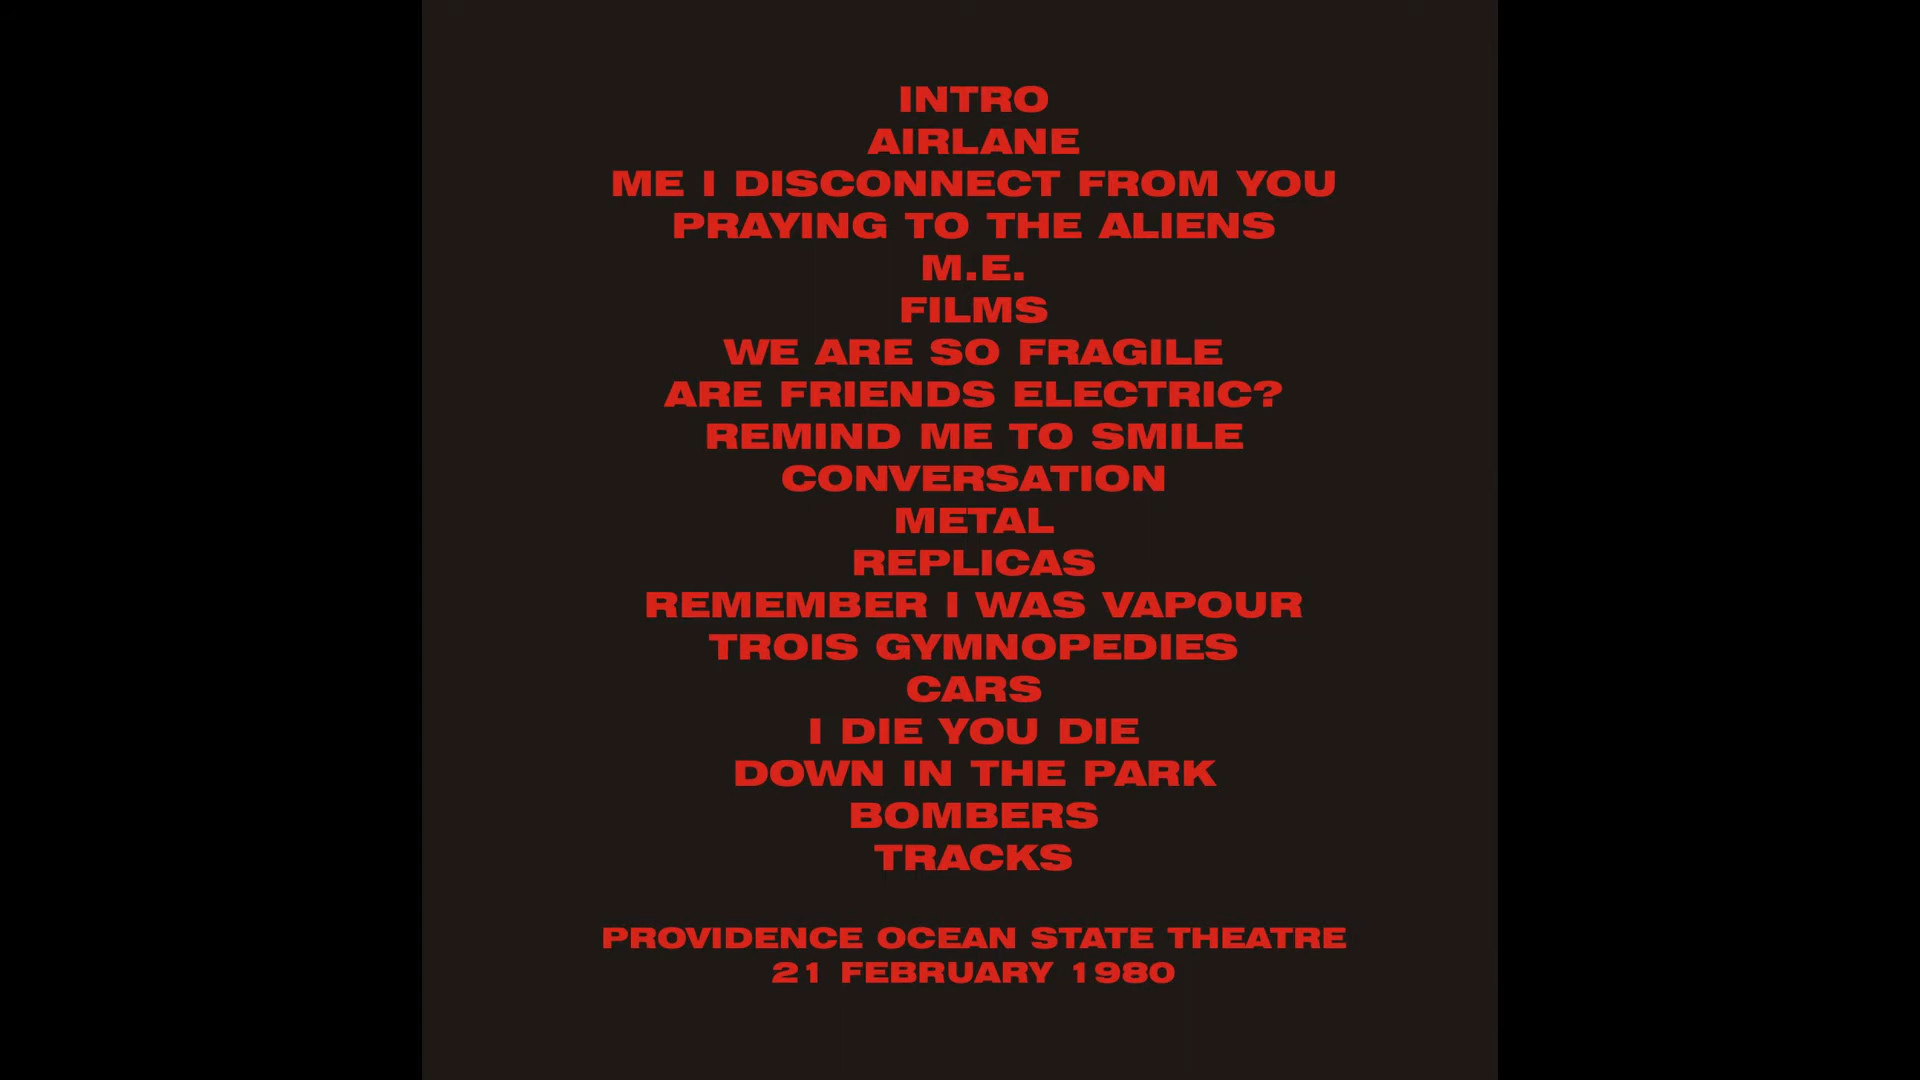 INTRO
AIRLANE
ME I DISCONNECT FROM YOU
PRAYING TO THE ALIENS
M.E.
FILMS
WE ARE SO FRAGILE
ARE FRIENDS ELECTRIC?
REMIND ME TO SMILE
CONVERSATION
METAL
REPLICAS
REMEMBER I WAS VAPOUR
TROIS GYMNOPEDIES
CARS
I DIE YOU DIE
DOWN IN THE PARK
BOMBERS
TRACKS
PROVIDENCE OCEAN STATE THEATRE
21 FEBRUARY 1980